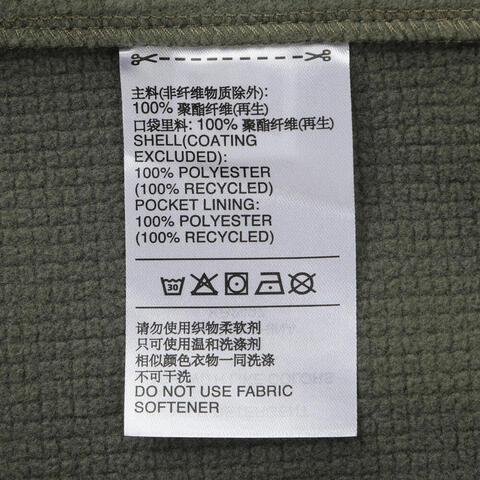 主料(非纤维物质除外):
100% 聚酯纤维(再生)
口袋里料: 100% 聚酯纤维(再生)
SHELL(COATING
EXCLUDED):
100% POLYESTER
(100% RECYCLED)
POCKET LINING:
100% POLYESTER
(100% RECYCLED)
30
请勿使用织物柔软剂
只可使用温和洗涤剂
相似颜色衣物一同洗涤
不可干洗
DO NOT USE FABRIC
SOFTENER